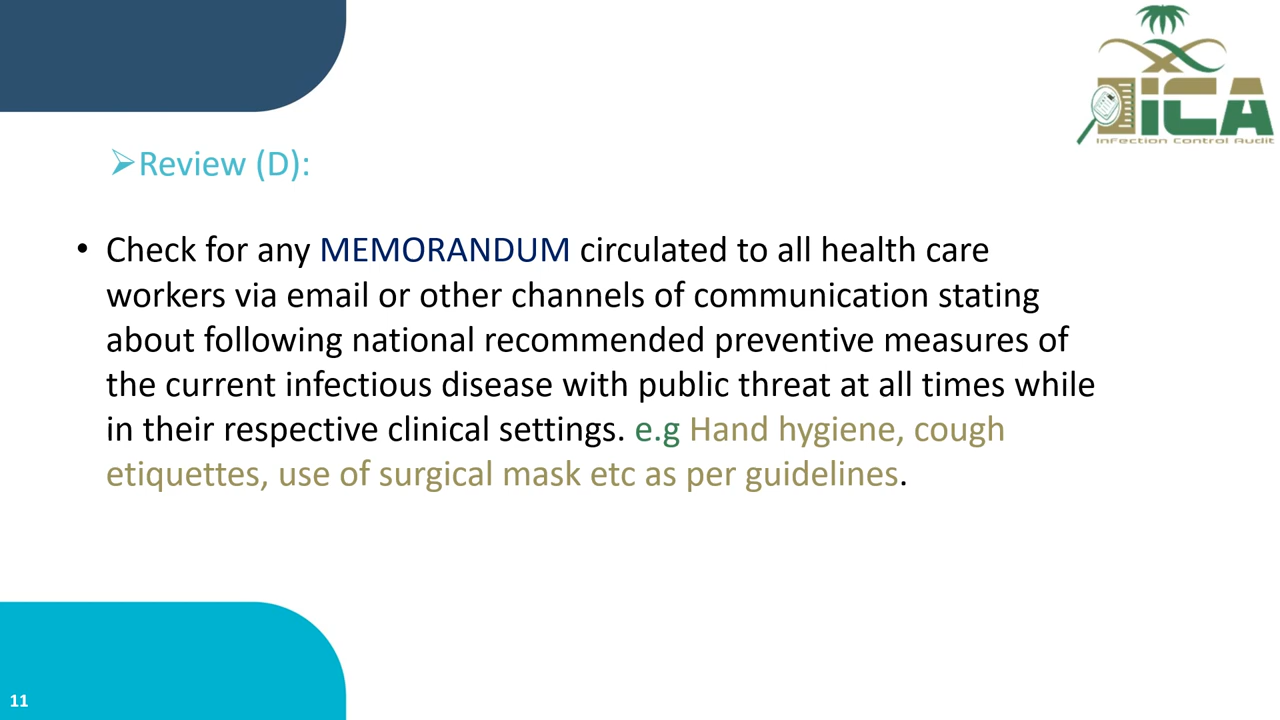 iCA
Infection Control Audit
➢Review (D):
• Check for any MEMORANDUM circulated to all health care
workers via email or other channels of communication stating
about following national recommended preventive measures of
the current infectious disease with public threat at all times while
in their respective clinical settings. e.g Hand hygiene, cough
etiquettes, use of surgical mask etc as per guidelines.
11